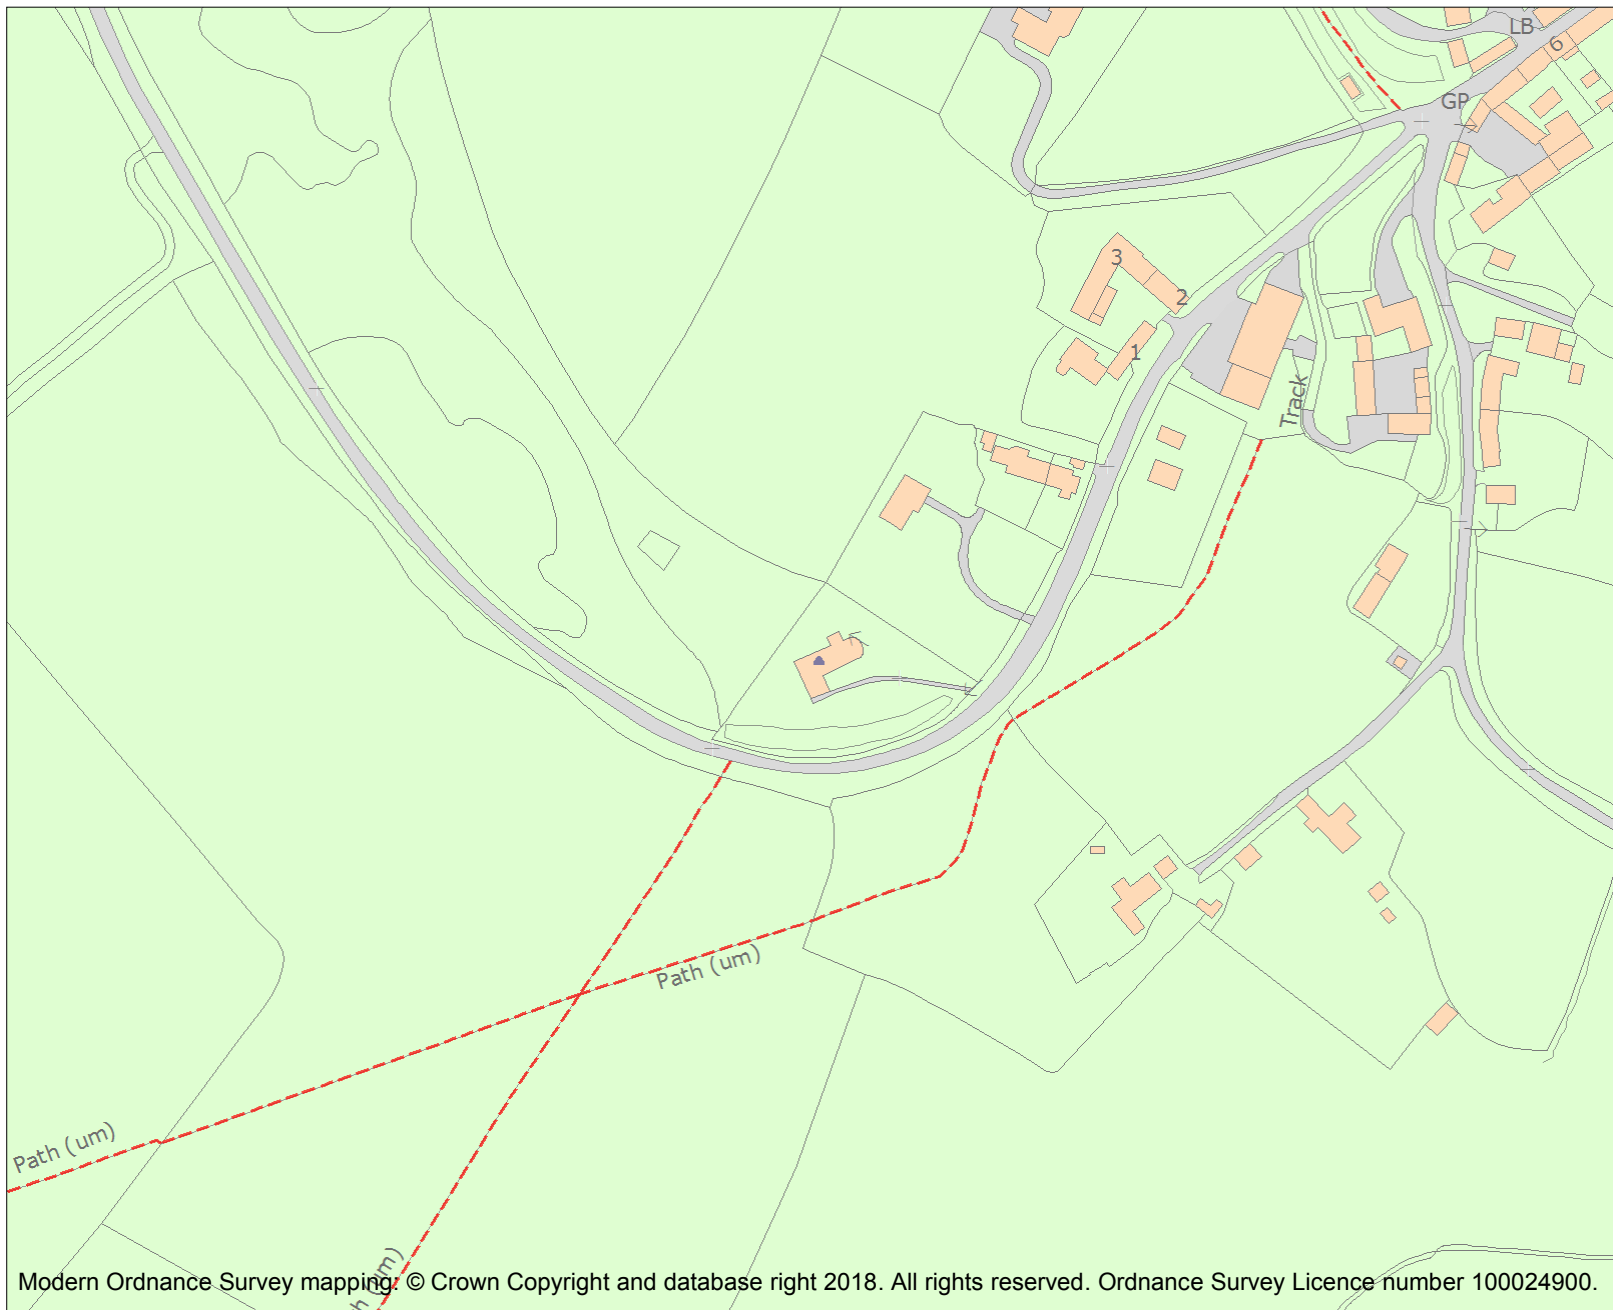 LB
6
GP
3
2
1
Track
Path (um)
Path (um)
(um)
Modern Ordnance Survey mapping: © Crown Copyright and database right 2018. All rights reserved. Ordnance Survey Licence number 100024900.